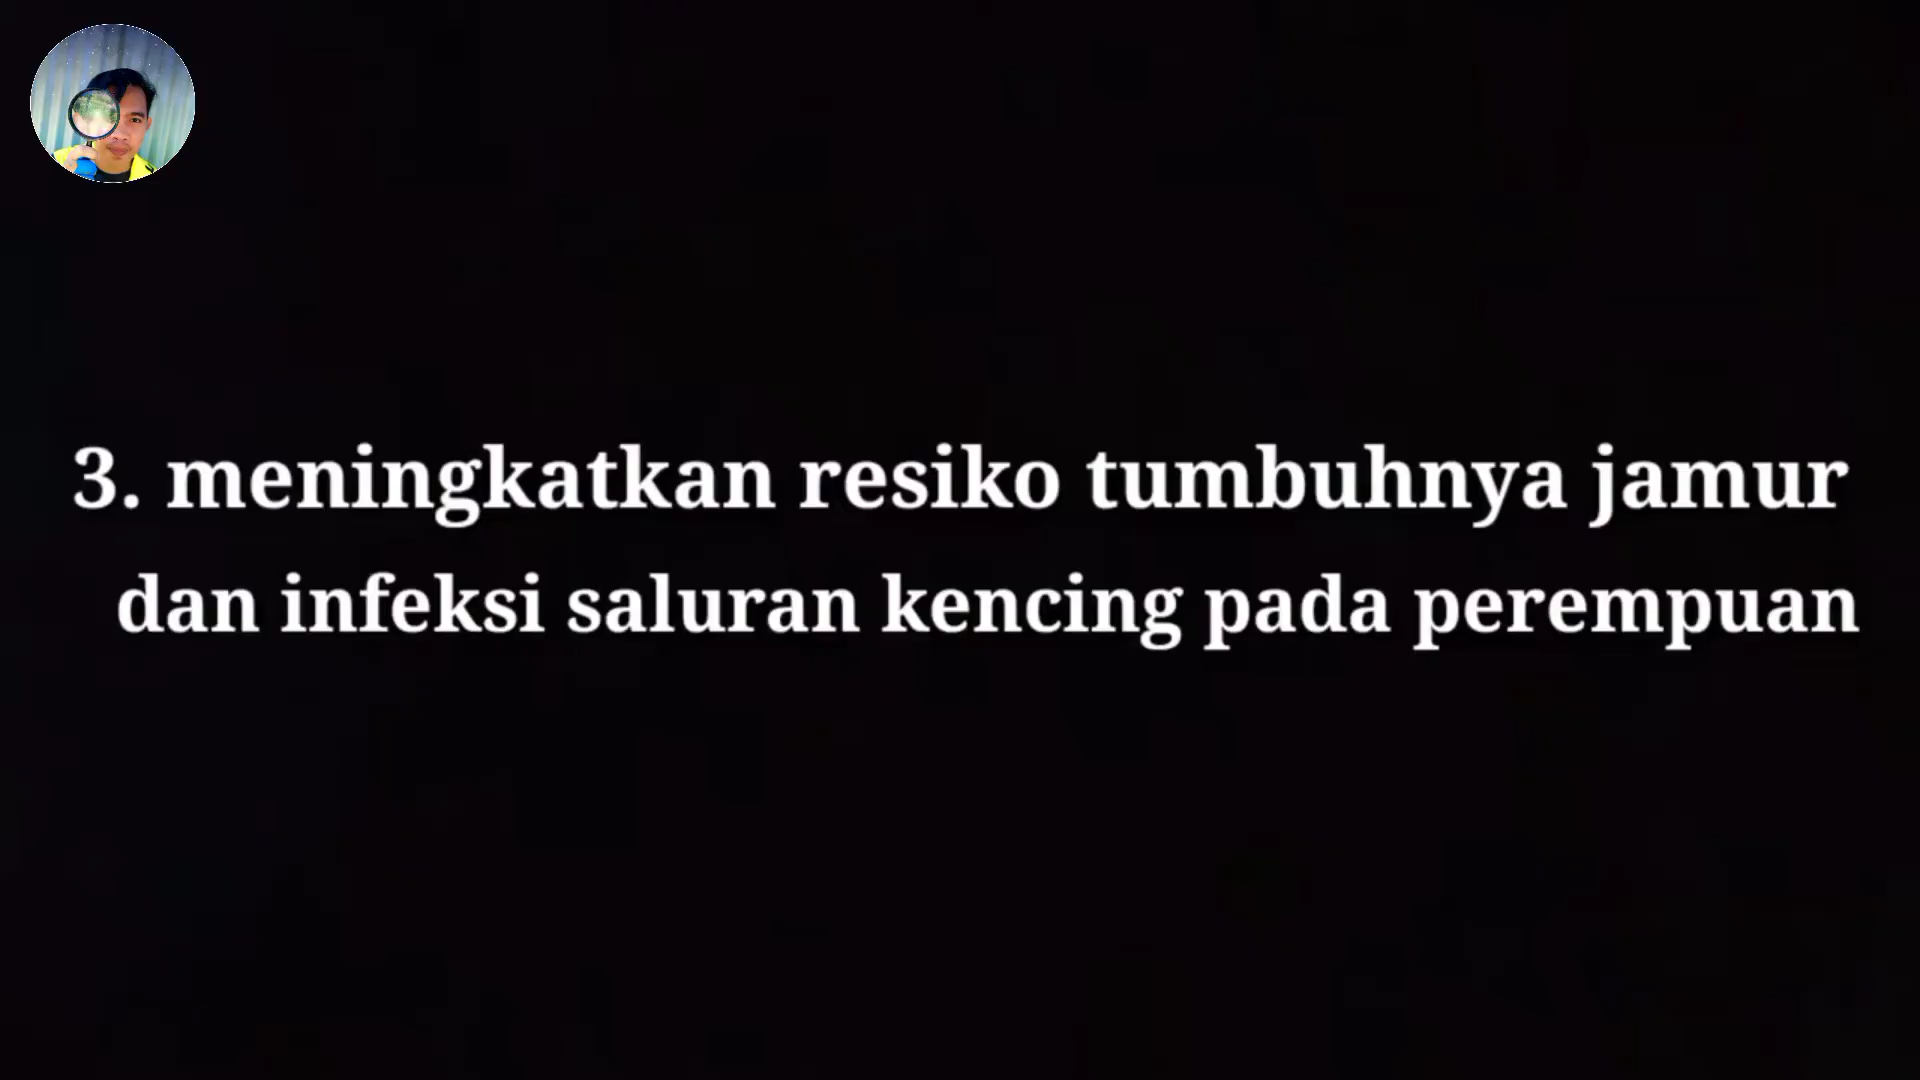 3. meningkatkan resiko tumbuhnya jamur
dan infeksi saluran kencing pada perempuan